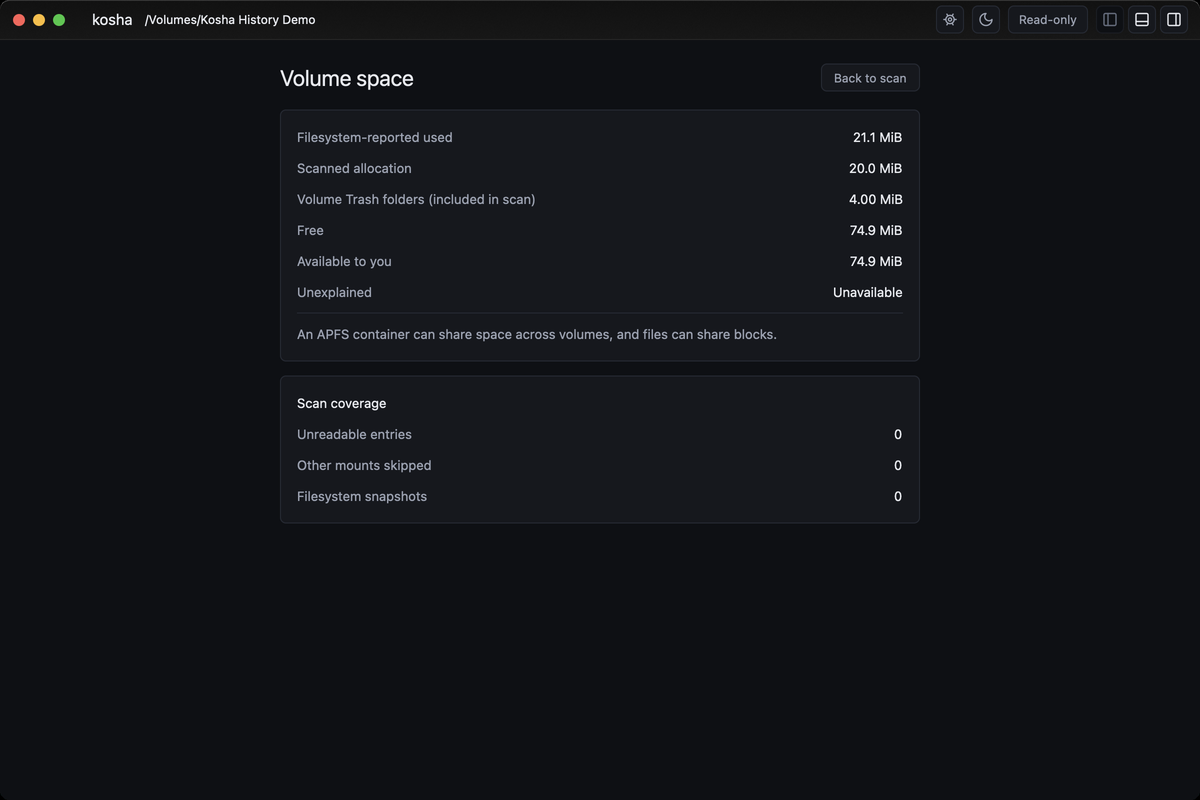 kosha /Volumes/Kosha History Demo Read-only
Volume space Back to scan
Filesystem-reported used 21.1 MiB
Scanned allocation 20.0 MiB
Volume Trash folders (included in scan) 4.00 MiB
Free 74.9 MiB
Available to you 74.9 MiB
Unexplained Unavailable
An APFS container can share space across volumes, and files can share blocks.
Scan coverage
Unreadable entries 0
Other mounts skipped 0
Filesystem snapshots 0